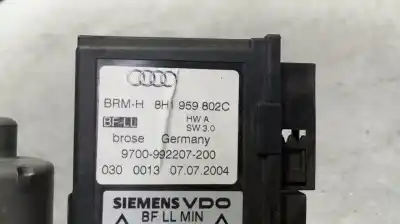 BRM-H 8H1 959 802C
BF-LL HW A
SW 3.0
brose Germany
9700-992207-200
030 0013 07.07.2004
SIEMENS VDO
BF LL MIN